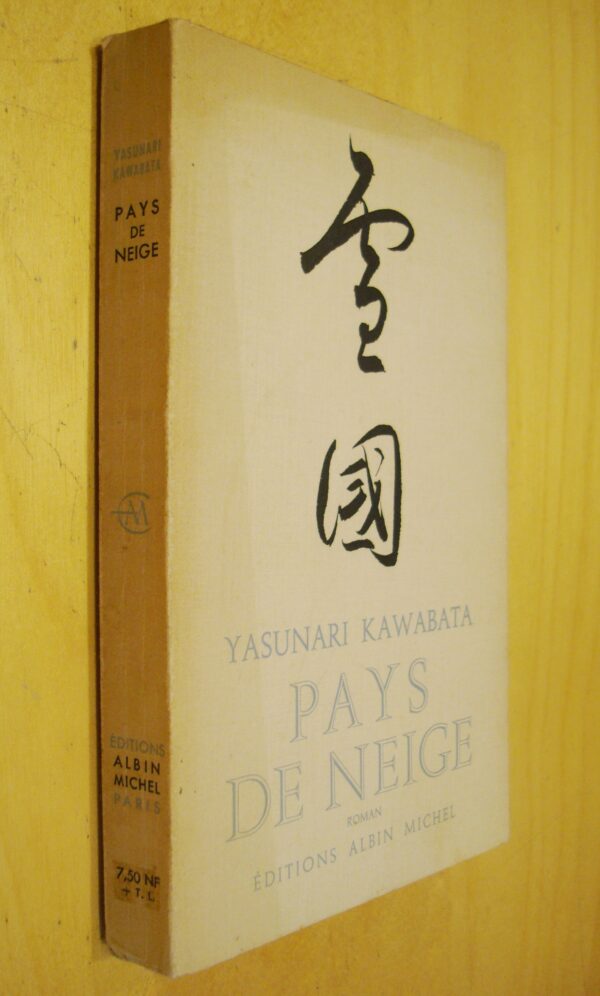 YASUNARI
KAWABATA
PAYS
DE
NEIGE
ÉDITIONS
ALBIN
MICHEL
PARIS
7,50 NF
+ T. L.
雪
國
YASUNARI KAWABATA
PAYS
DE NEIGE
ROMAN
ÉDITIONS ALBIN MICHEL